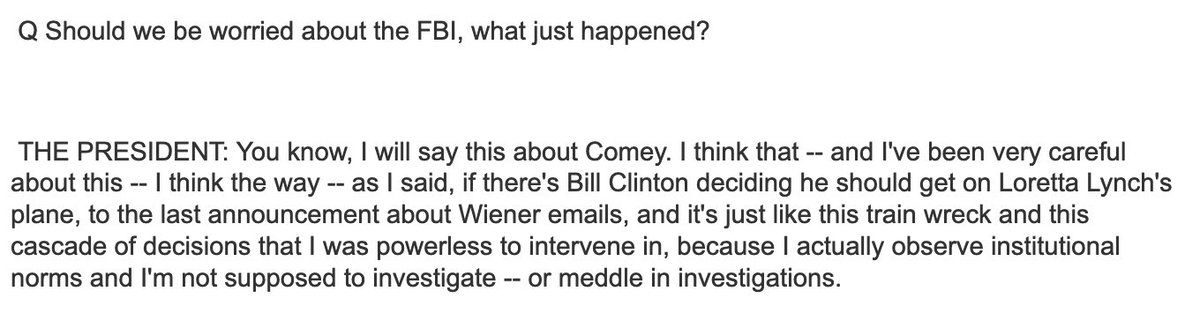 Q Should we be worried about the FBI, what just happened?
THE PRESIDENT: You know, I will say this about Comey. I think that -- and I've been very careful
about this -- I think the way -- as I said, if there's Bill Clinton deciding he should get on Loretta Lynch's
plane, to the last announcement about Wiener emails, and it's just like this train wreck and this
cascade of decisions that I was powerless to intervene in, because I actually observe institutional
norms and I'm not supposed to investigate -- or meddle in investigations.